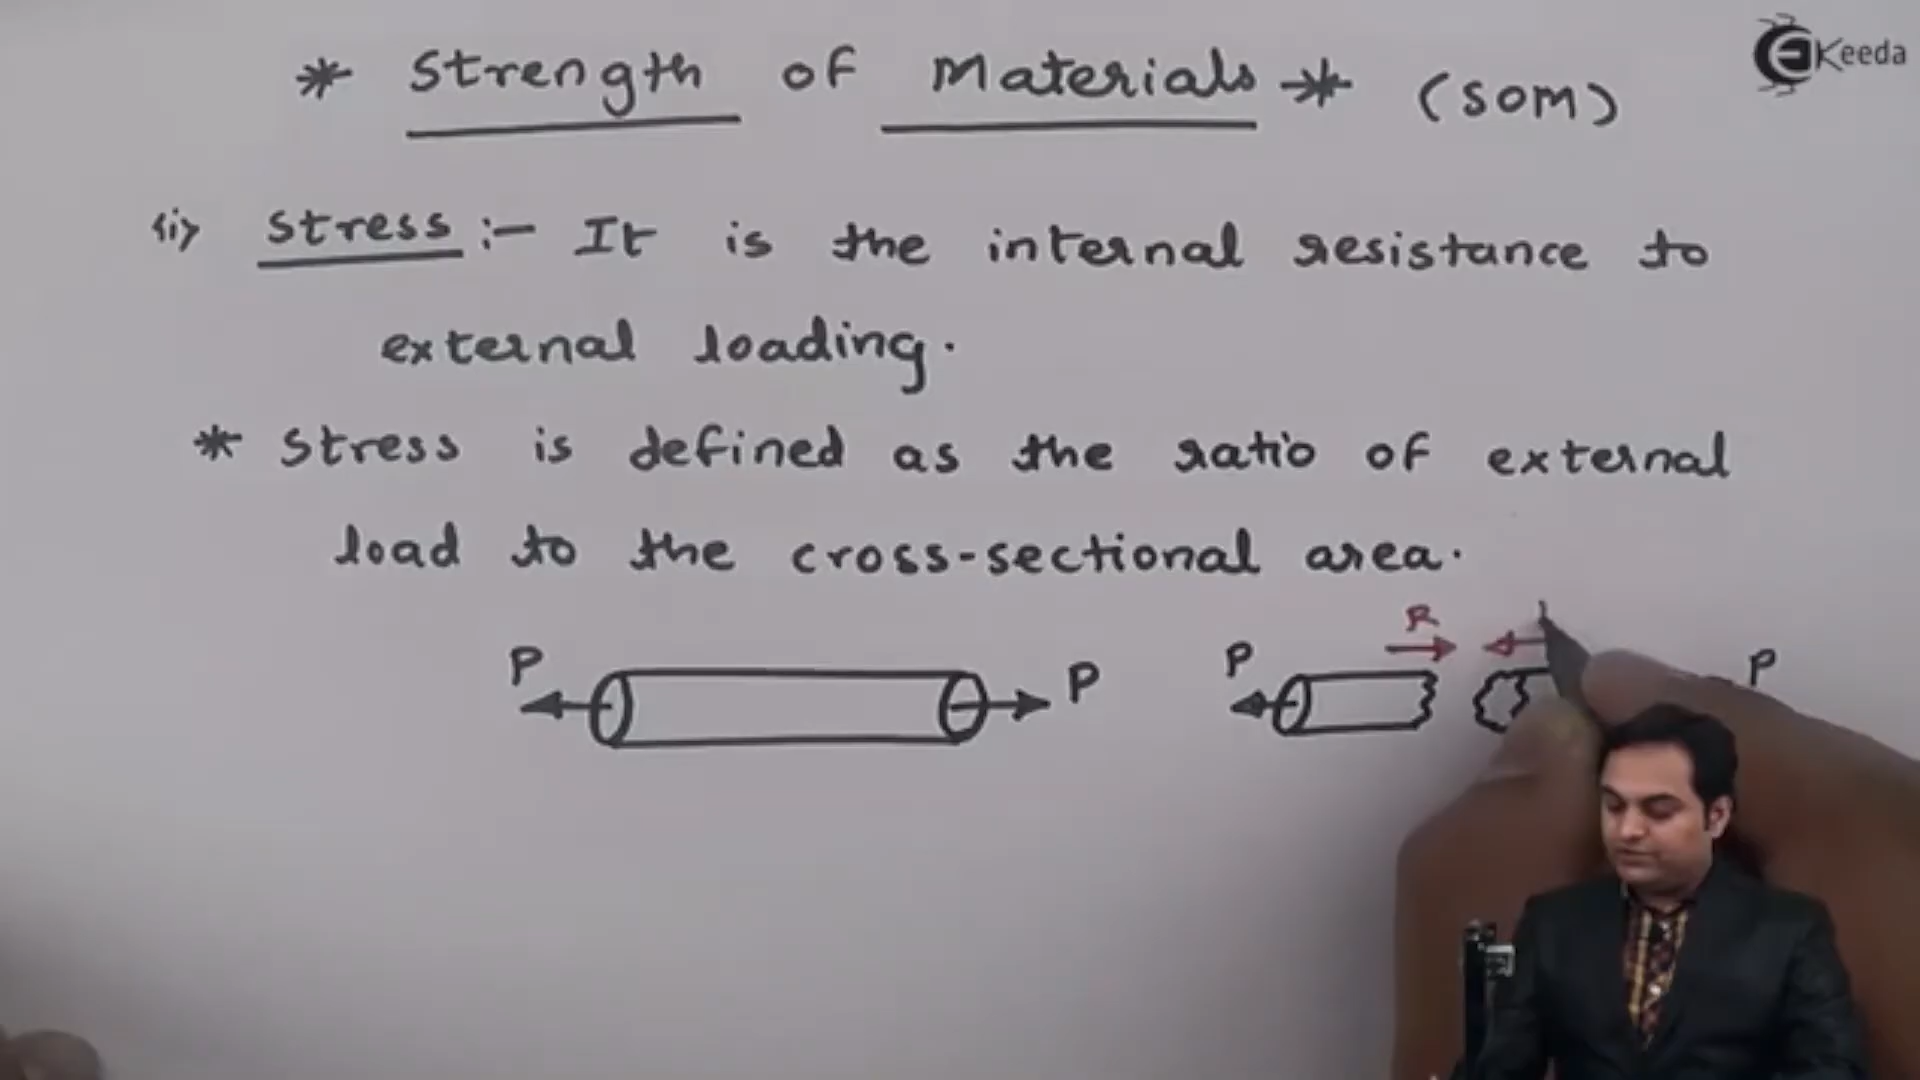 * Strength of Materials * (SOM)
EKeeda
(i) Stress :- It is the internal resistance to
external loading.
* Stress is defined as the ratio of external
load to the cross-sectional area.
R
P P P P